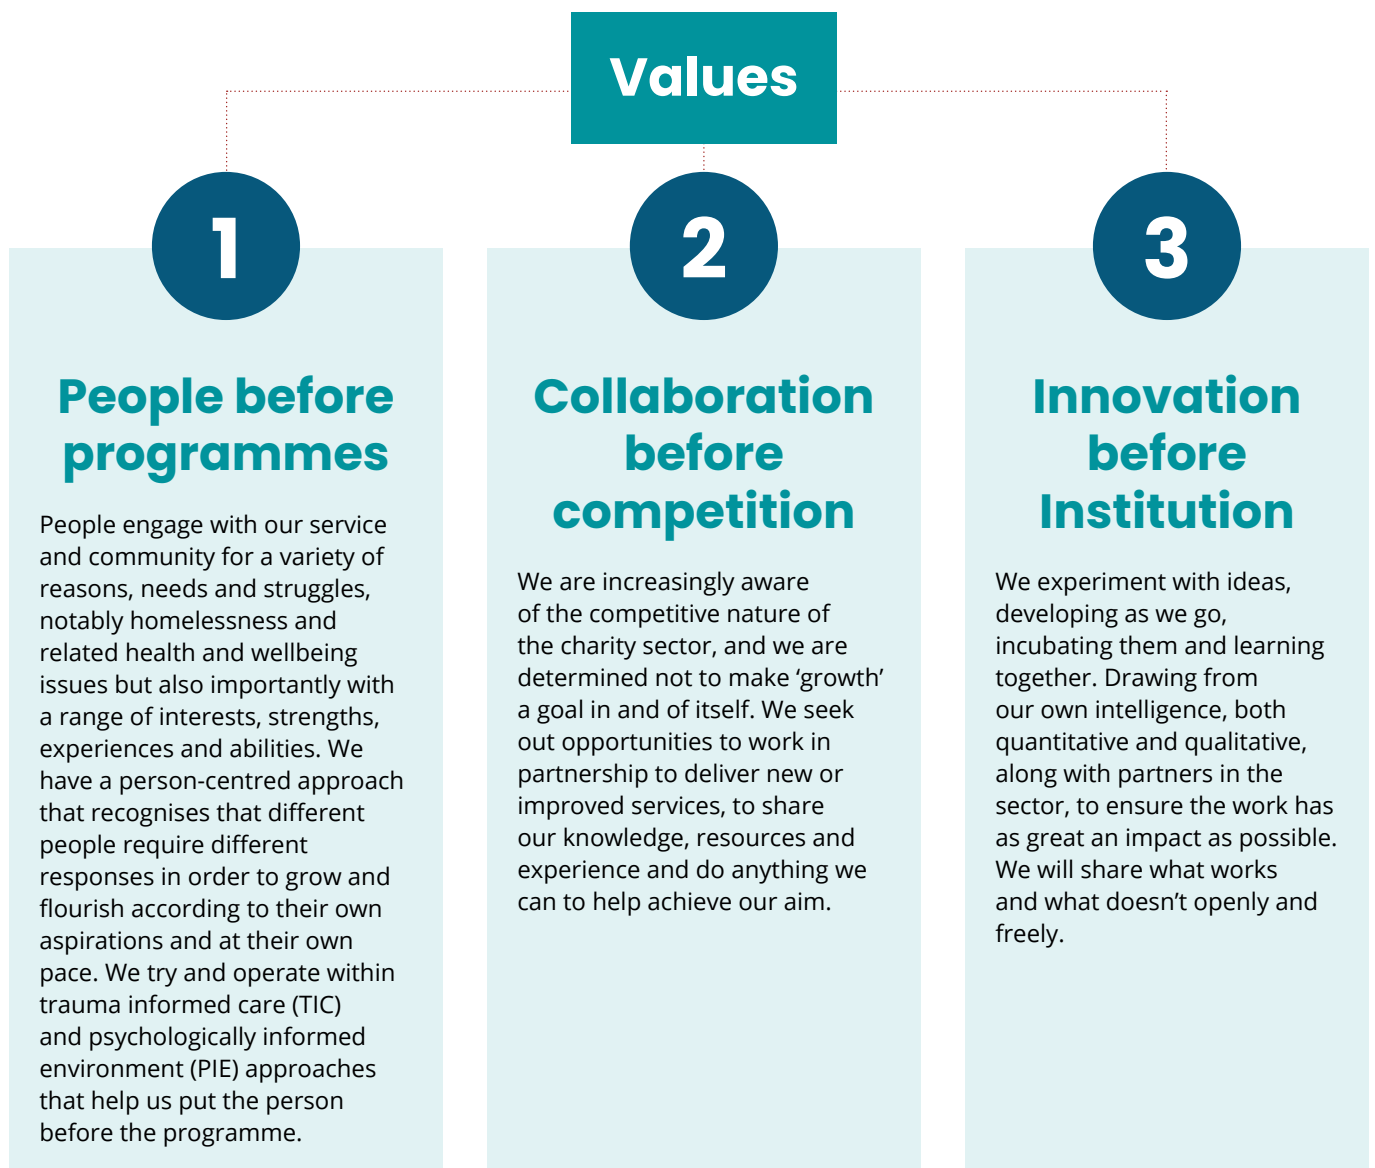 Values
1
People before
programmes
People engage with our service
and community for a variety of
reasons, needs and struggles,
notably homelessness and
related health and wellbeing
issues but also importantly with
a range of interests, strengths,
experiences and abilities. We
have a person-centred approach
that recognises that different
people require different
responses in order to grow and
flourish according to their own
aspirations and at their own
pace. We try and operate within
trauma informed care (TIC)
and psychologically informed
environment (PIE) approaches
that help us put the person
before the programme.
2
Collaboration
before
competition
We are increasingly aware
of the competitive nature of
the charity sector, and we are
determined not to make ‘growth’
a goal in and of itself. We seek
out opportunities to work in
partnership to deliver new or
improved services, to share
our knowledge, resources and
experience and do anything we
can to help achieve our aim.
3
Innovation
before
Institution
We experiment with ideas,
developing as we go,
incubating them and learning
together. Drawing from
our own intelligence, both
quantitative and qualitative,
along with partners in the
sector, to ensure the work has
as great an impact as possible.
We will share what works
and what doesn’t openly and
freely.